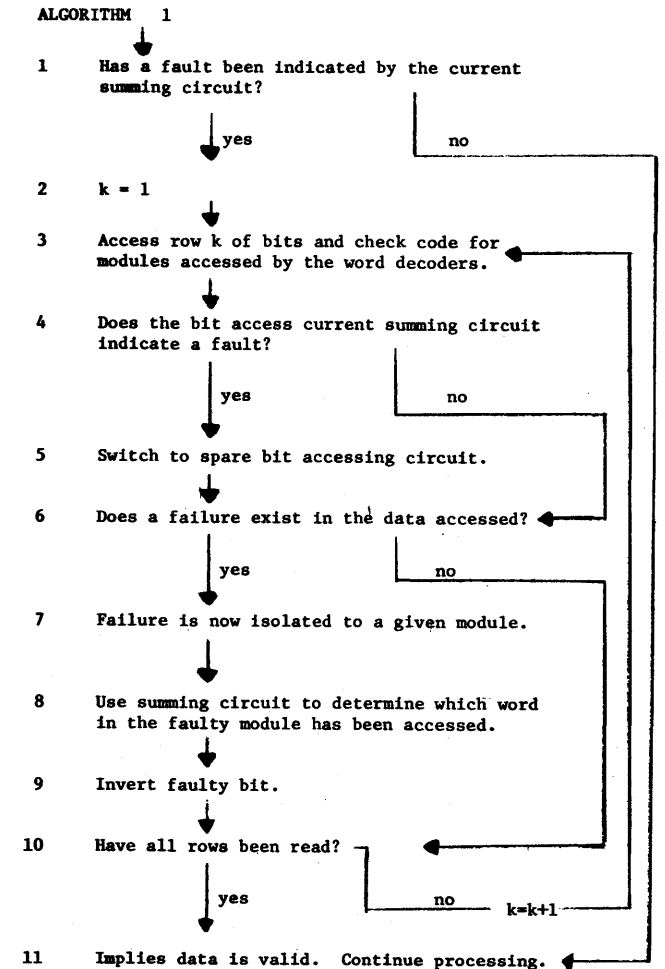 ALGORITHM 1
1 Has a fault been indicated by the current
summing circuit?
yes
no
2 k = 1
3 Access row k of bits and check code for
modules accessed by the word decoders.
4 Does the bit access current summing circuit
indicate a fault?
yes
no
5 Switch to spare bit accessing circuit.
6 Does a failure exist in the data accessed?
yes
no
7 Failure is now isolated to a given module.
8 Use summing circuit to determine which word
in the faulty module has been accessed.
9 Invert faulty bit.
10 Have all rows been read?
yes
no
k=k+1
11 Implies data is valid. Continue processing.